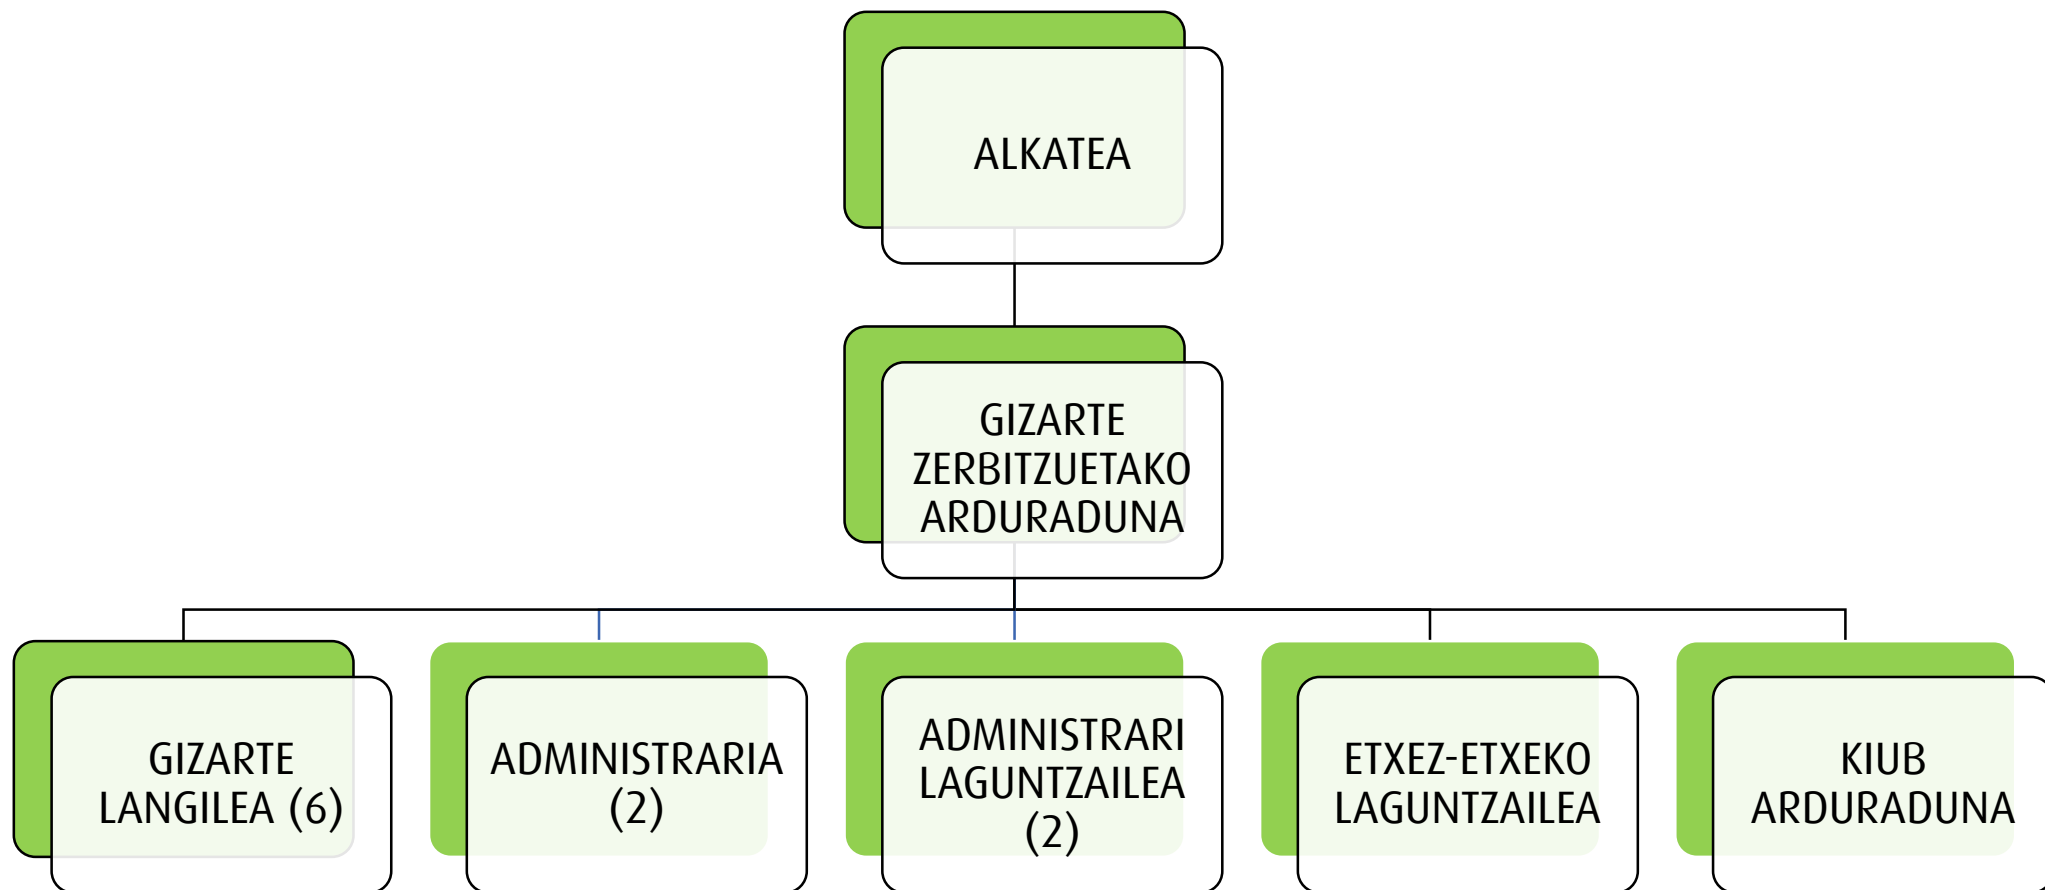 ALKATEA
GIZARTE
ZERBITZUETAKO
ARDURADUNA
GIZARTE
LANGILEA (6)
ADMINISTRARIA
(2)
ADMINISTRARI
LAGUNTZAILEA
(2)
ETXEZ-ETXEKO
LAGUNTZAILEA
KIUB
ARDURADUNA